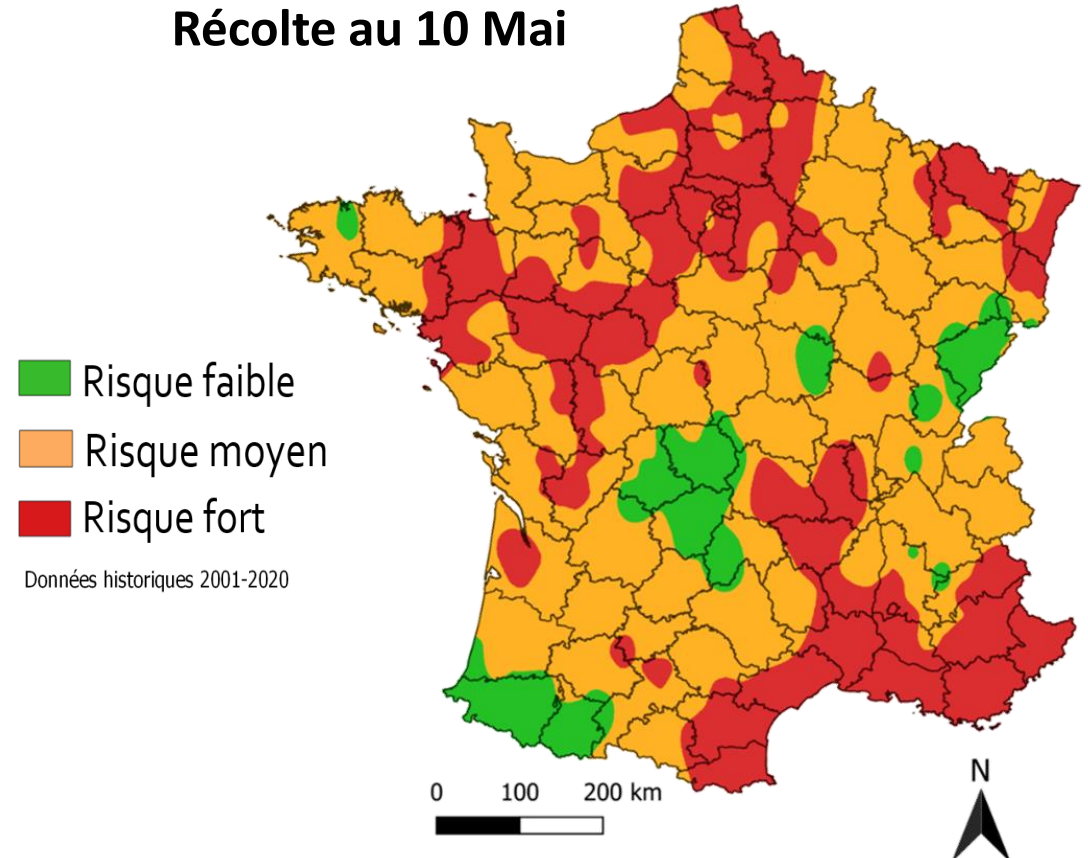 Récolte au 10 Mai
Risque faible
Risque moyen
Risque fort
Données historiques 2001-2020
0 100 200 km
N